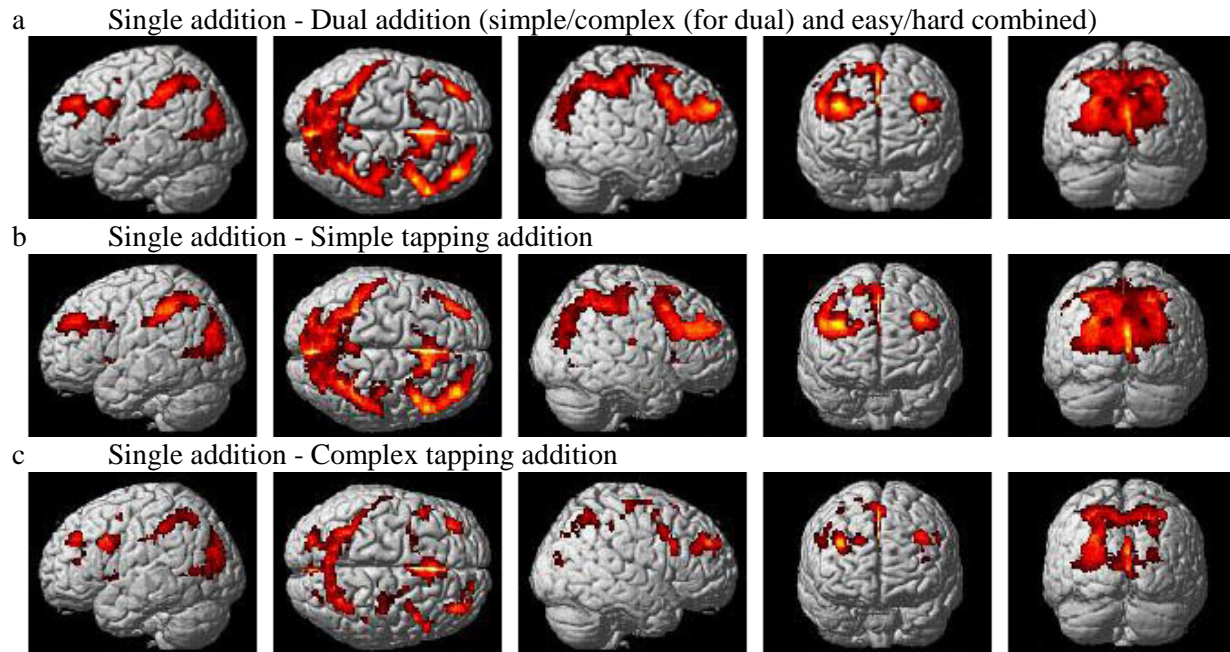 a Single addition - Dual addition (simple/complex (for dual) and easy/hard combined)
b Single addition - Simple tapping addition
c Single addition - Complex tapping addition